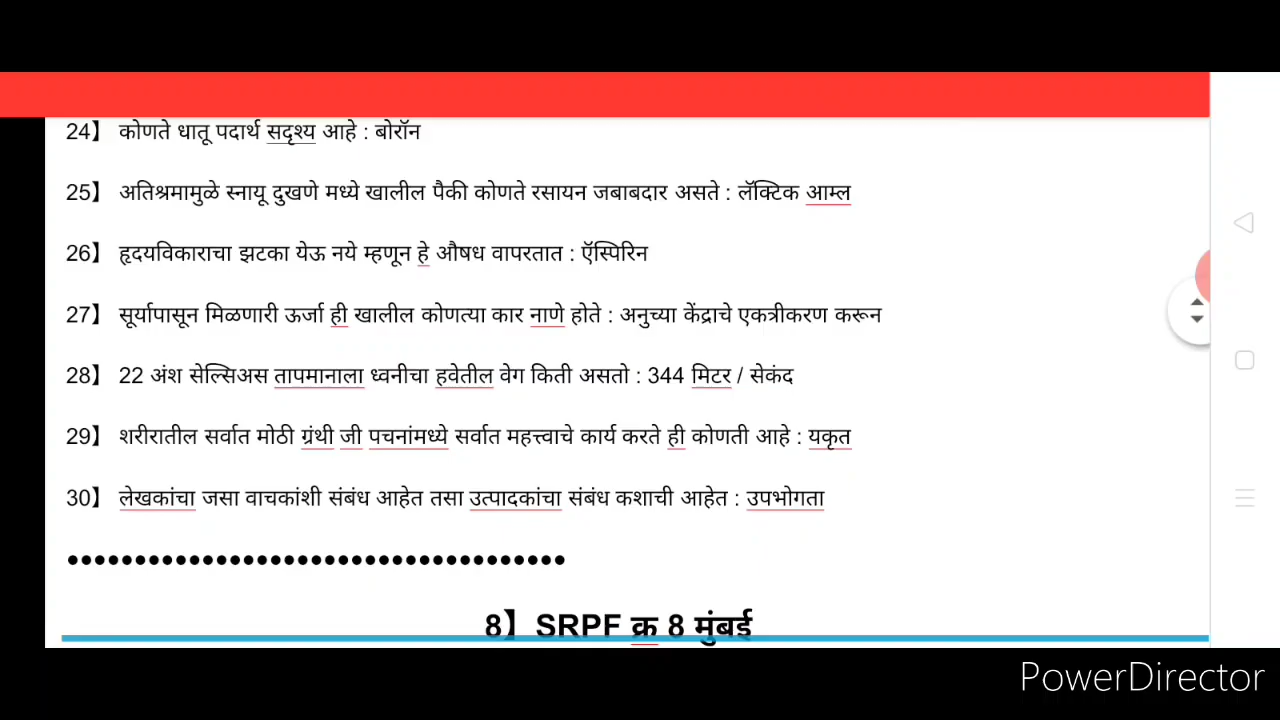 24】 कोणते धातू पदार्थ सदृश्य आहे : बोरॉन
25】 अतिश्रमामुळे स्नायू दुखणे मध्ये खालील पैकी कोणते रसायन जबाबदार असते : लॅक्टिक आम्ल
26】 हृदयविकाराचा झटका येऊ नये म्हणून हे औषध वापरतात : ऍस्पिरिन
27】 सूर्यापासून मिळणारी ऊर्जा ही खालील कोणत्या कार नाणे होते : अनुच्या केंद्राचे एकत्रीकरण करून
28】 22 अंश सेल्सिअस तापमानाला ध्वनीचा हवेतील वेग किती असतो : 344 मिटर / सेकंद
29】 शरीरातील सर्वात मोठी ग्रंथी जी पचनांमध्ये सर्वात महत्त्वाचे कार्य करते ही कोणती आहे : यकृत
30】 लेखकांचा जसा वाचकांशी संबंध आहेत तसा उत्पादकांचा संबंध कशाची आहेत : उपभोगता
●●●●●●●●●●●●●●●●●●●●●●●●●●●●●●●●●●●●●
8】 SRPF क्र 8 मुंबई
PowerDirector